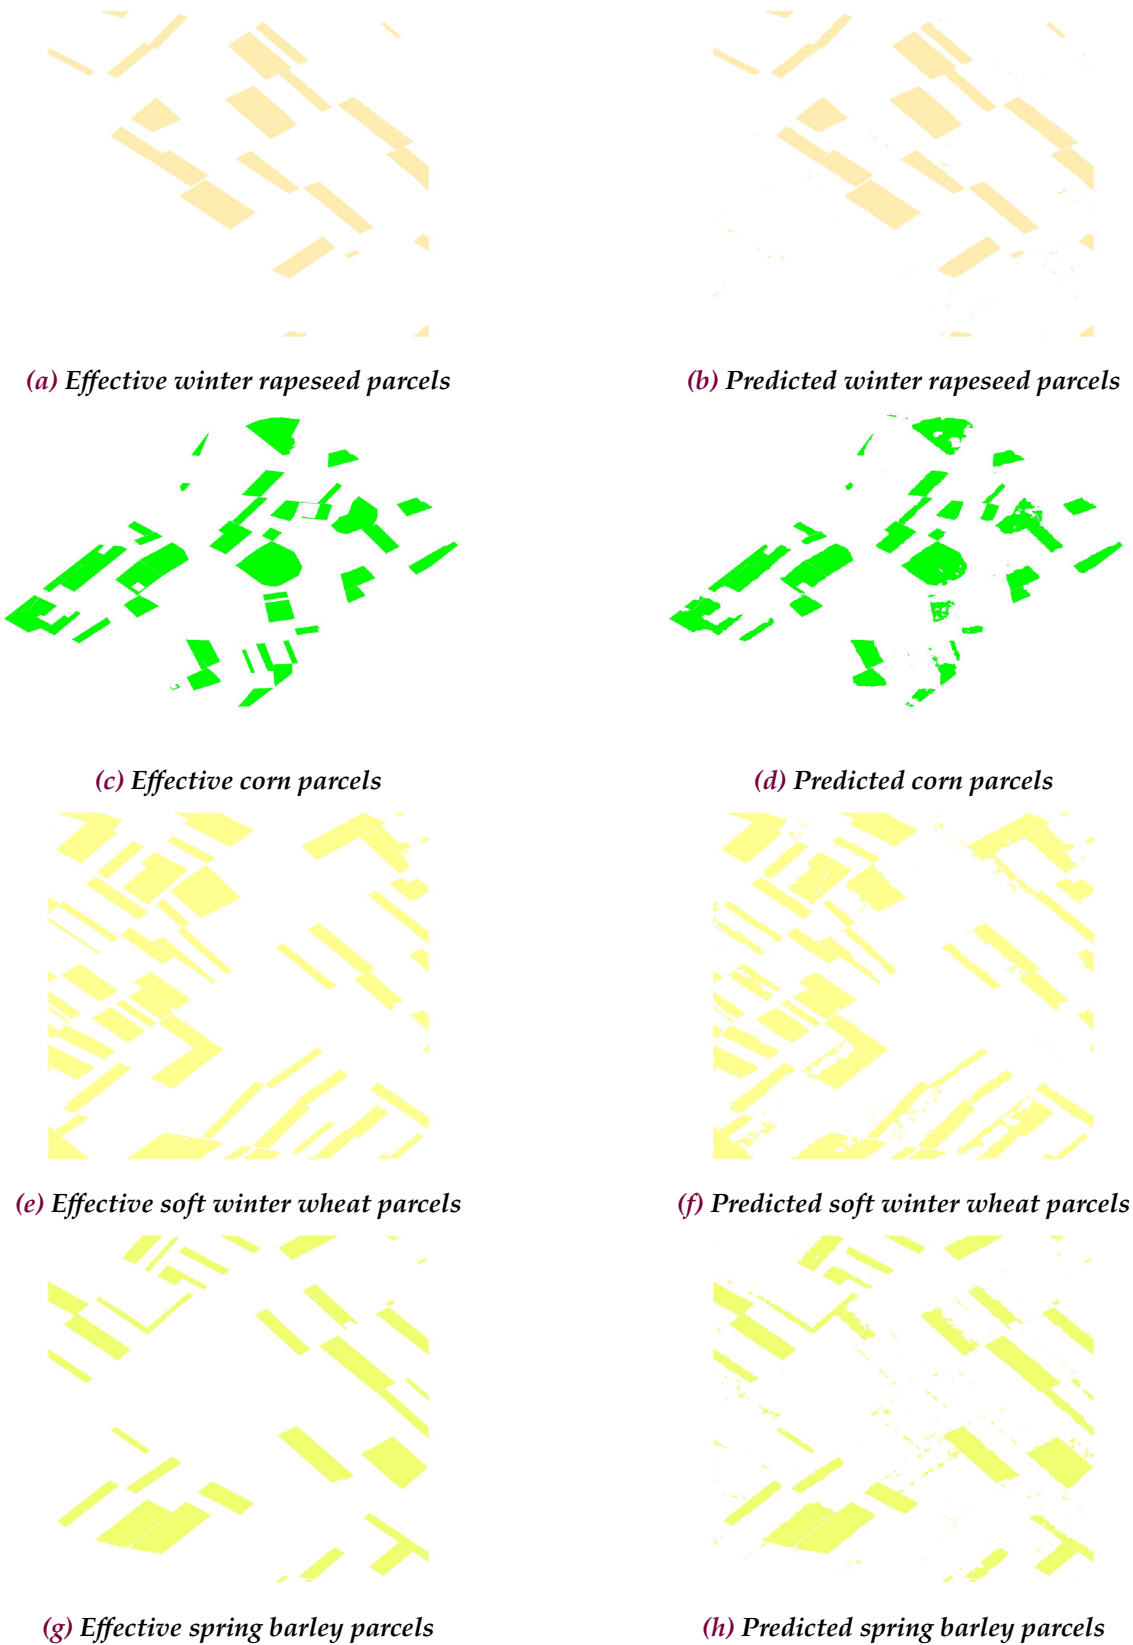 (a) Effective winter rapeseed parcels
(b) Predicted winter rapeseed parcels
(c) Effective corn parcels
(d) Predicted corn parcels
(e) Effective soft winter wheat parcels
(f) Predicted soft winter wheat parcels
(g) Effective spring barley parcels
(h) Predicted spring barley parcels